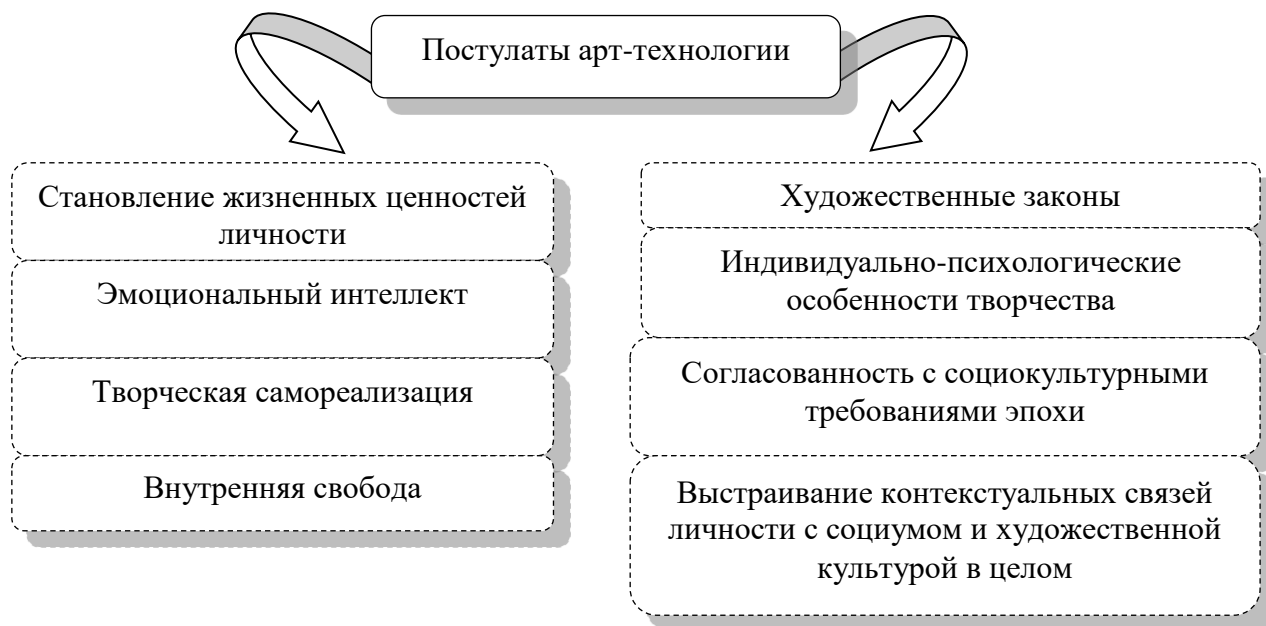 Постулаты арт-технологии
Становление жизненных ценностей
личности
Эмоциональный интеллект
Творческая самореализация
Внутренняя свобода
Художественные законы
Индивидуально-психологические
особенности творчества
Согласованность с социокультурными
требованиями эпохи
Выстраивание контекстуальных связей
личности с социумом и художественной
культурой в целом